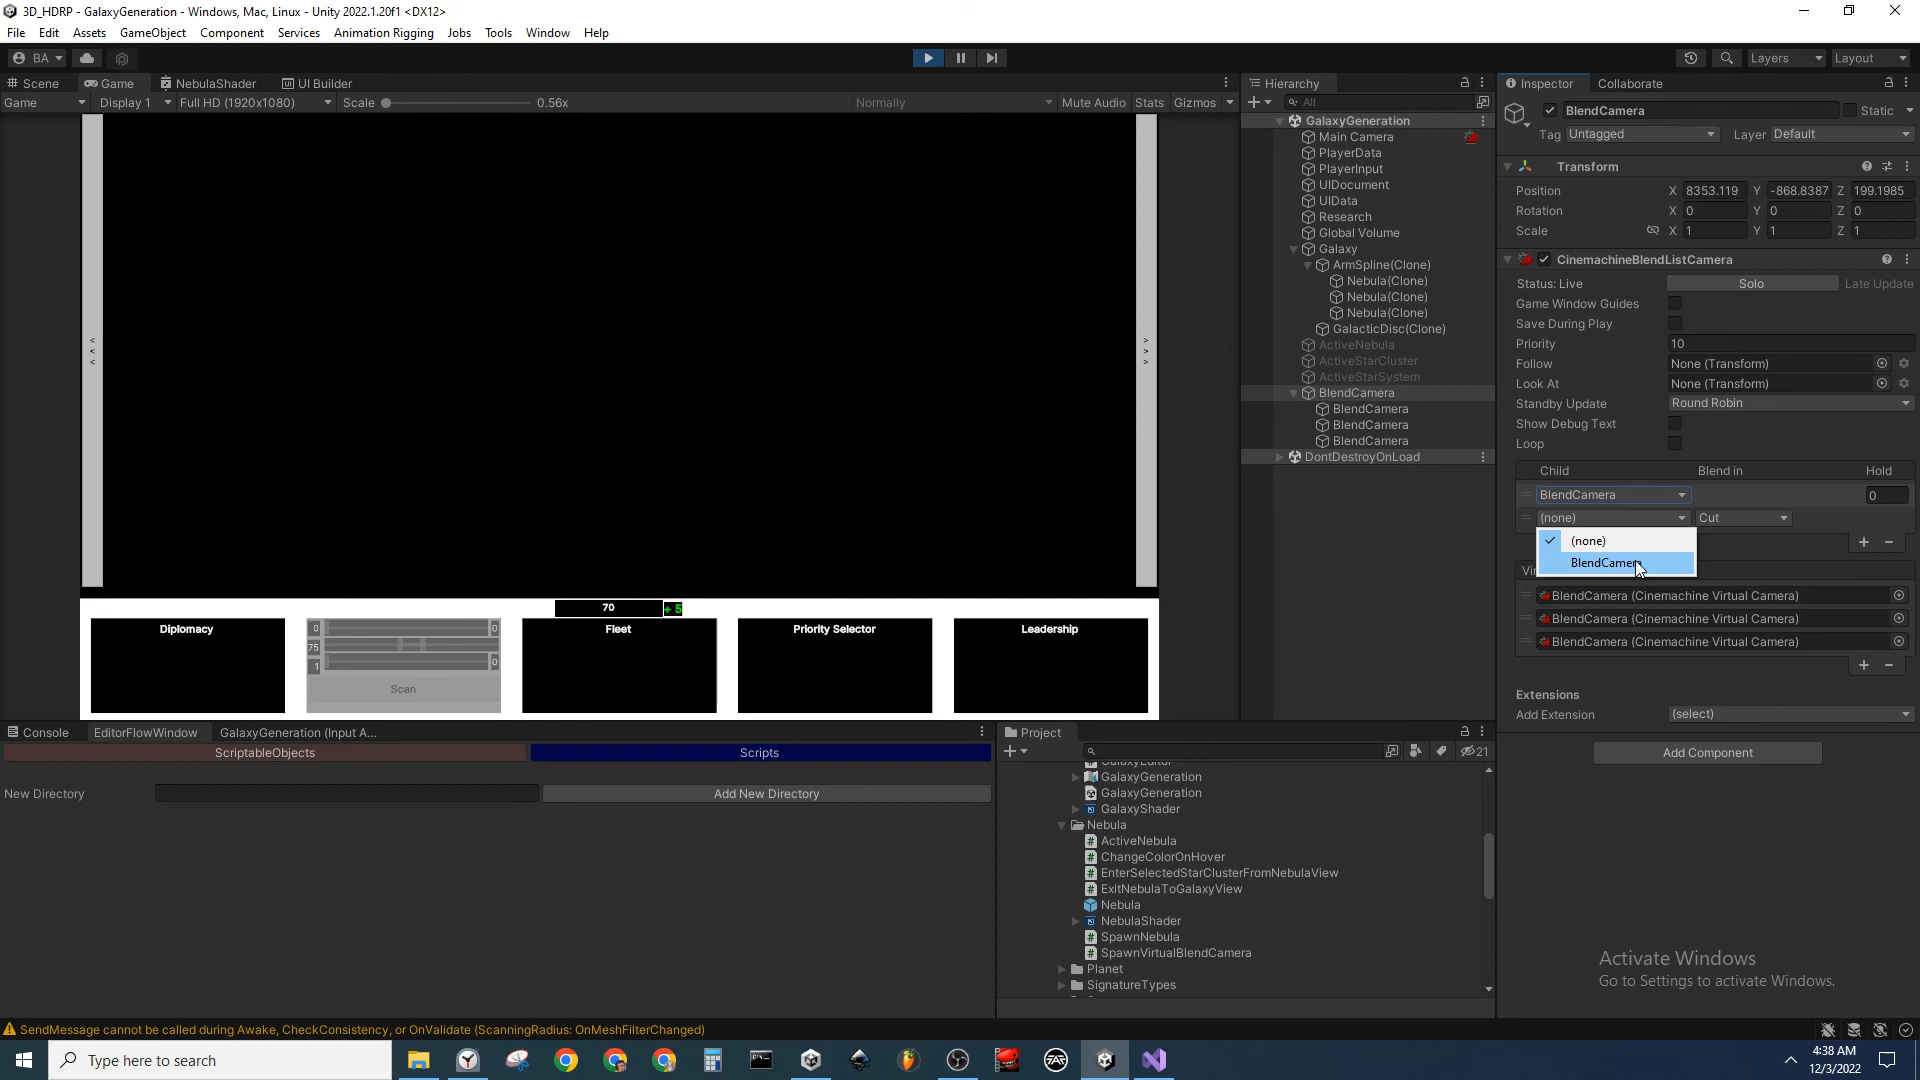 3D_HDRP - GalaxyGeneration - Windows, Mac, Linux - Unity 2022.1.20f1 <DX12>
File Edit Assets GameObject Component Services Animation Rigging Jobs Tools Window Help
BA Layers Layout
Scene Game NebulaShader UI Builder
Game Display 1 Full HD (1920x1080) Scale 0.56x Normally Mute Audio Stats Gizmos
<
<
<
>
>
>
70 + 5
Diplomacy
0 0
75
1 0
Scan
Fleet
Priority Selector
Leadership
Hierarchy
All
GalaxyGeneration
Main Camera
PlayerData
PlayerInput
UIDocument
UIData
Research
Global Volume
Galaxy
ArmSpline(Clone)
Nebula(Clone)
Nebula(Clone)
Nebula(Clone)
GalacticDisc(Clone)
ActiveNebula
ActiveStarCluster
ActiveStarSystem
BlendCamera
BlendCamera
BlendCamera
BlendCamera
DontDestroyOnLoad
Inspector Collaborate
BlendCamera Static
Tag Untagged Layer Default
Transform
Position X 8353.119 Y -868.8387 Z 199.1985
Rotation X 0 Y 0 Z 0
Scale X 1 Y 1 Z 1
CinemachineBlendListCamera
Status: Live Solo Late Update
Game Window Guides
Save During Play
Priority 10
Follow None (Transform)
Look At None (Transform)
Standby Update Round Robin
Show Debug Text
Loop
Child Blend in Hold
BlendCamera 0
(none) Cut
(none)
BlendCamera
BlendCamera (Cinemachine Virtual Camera)
BlendCamera (Cinemachine Virtual Camera)
BlendCamera (Cinemachine Virtual Camera)
Extensions
Add Extension (select)
Add Component
Console EditorFlowWindow GalaxyGeneration (Input A...
ScriptableObjects Scripts
New Directory Add New Directory
Project
21
GalaxyGeneration
GalaxyGeneration
GalaxyShader
Nebula
ActiveNebula
ChangeColorOnHover
EnterSelectedStarClusterFromNebulaView
ExitNebulaToGalaxyView
Nebula
NebulaShader
SpawnNebula
SpawnVirtualBlendCamera
Planet
SignatureTypes
Activate Windows
Go to Settings to activate Windows.
SendMessage cannot be called during Awake, CheckConsistency, or OnValidate (ScanningRadius: OnMeshFilterChanged)
Type here to search
4:38 AM
12/3/2022